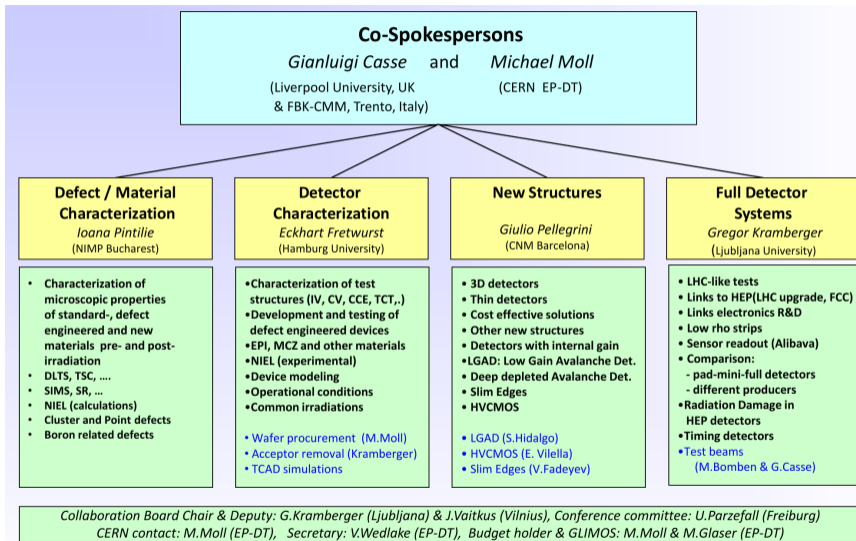 Co-Spokespersons
Gianluigi Casse and Michael Moll
(Liverpool University, UK (CERN EP-DT)
& FBK-CMM, Trento, Italy)
Defect / Material
Characterization
Ioana Pintilie
(NIMP Bucharest)
• Characterization of
microscopic properties
of standard-, defect
engineered and new
materials pre- and post-
irradiation
• DLTS, TSC, ....
• SIMS, SR, ...
• NIEL (calculations)
• Cluster and Point defects
• Boron related defects
Detector
Characterization
Eckhart Fretwurst
(Hamburg University)
•Characterization of test
structures (IV, CV, CCE, TCT,.)
•Development and testing of
defect engineered devices
•EPI, MCZ and other materials
•NIEL (experimental)
•Device modeling
•Operational conditions
•Common irradiations
•Wafer procurement (M.Moll)
•Acceptor removal (Kramberger)
•TCAD simulations
New Structures
Giulio Pellegrini
(CNM Barcelona)
• 3D detectors
• Thin detectors
• Cost effective solutions
• Other new structures
• Detectors with internal gain
•LGAD: Low Gain Avalanche Det.
• Deep depleted Avalanche Det.
• Slim Edges
• HVCMOS
• LGAD (S.Hidalgo)
• HVCMOS (E. Vilella)
• Slim Edges (V.Fadeyev)
Full Detector
Systems
Gregor Kramberger
(Ljubljana University)
• LHC-like tests
• Links to HEP(LHC upgrade, FCC)
• Links electronics R&D
• Low rho strips
• Sensor readout (Alibava)
• Comparison:
- pad-mini-full detectors
- different producers
•Radiation Damage in
HEP detectors
•Timing detectors
•Test beams
(M.Bomben & G.Casse)
Collaboration Board Chair & Deputy: G.Kramberger (Ljubljana) & J.Vaitkus (Vilnius), Conference committee: U.Parzefall (Freiburg)
CERN contact: M.Moll (EP-DT), Secretary: V.Wedlake (EP-DT), Budget holder & GLIMOS: M.Moll & M.Glaser (EP-DT)